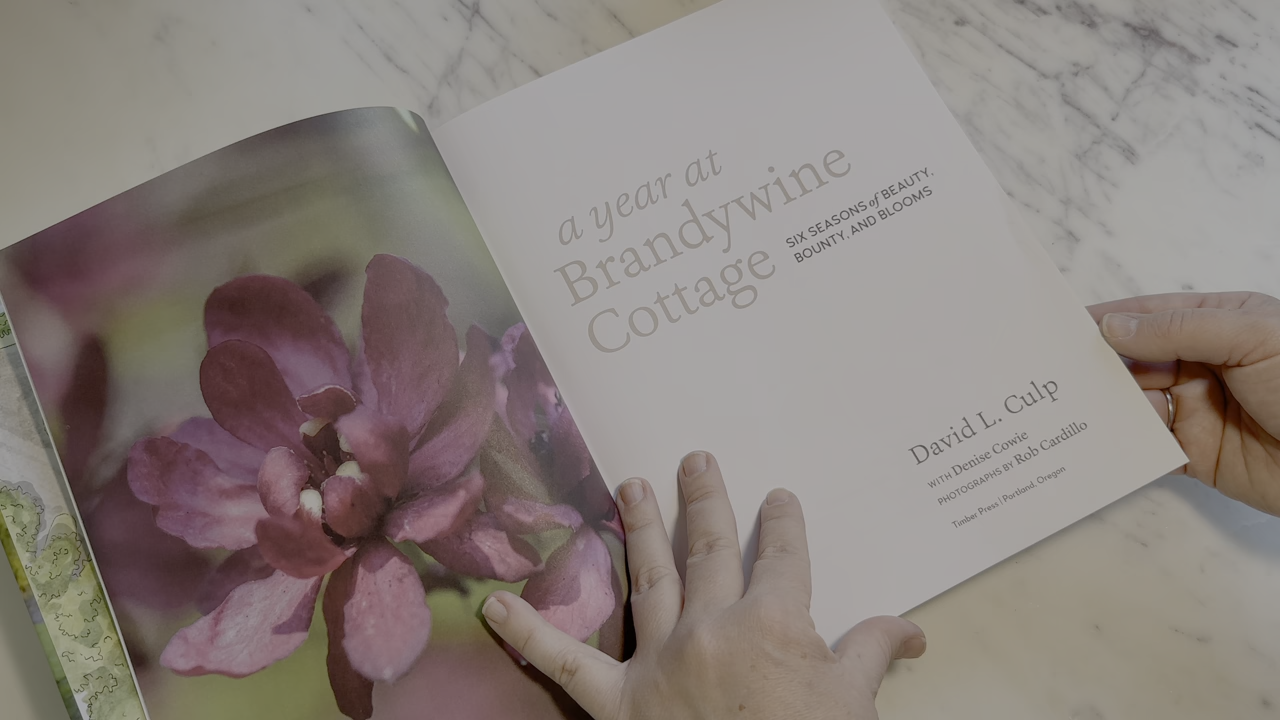 a year at
Brandywine
Cottage
SIX SEASONS of BEAUTY,
BOUNTY, AND BLOOMS
David L. Culp
WITH Denise Cowie
PHOTOGRAPHS BY Rob Cardillo
Timber Press | Portland, Oregon